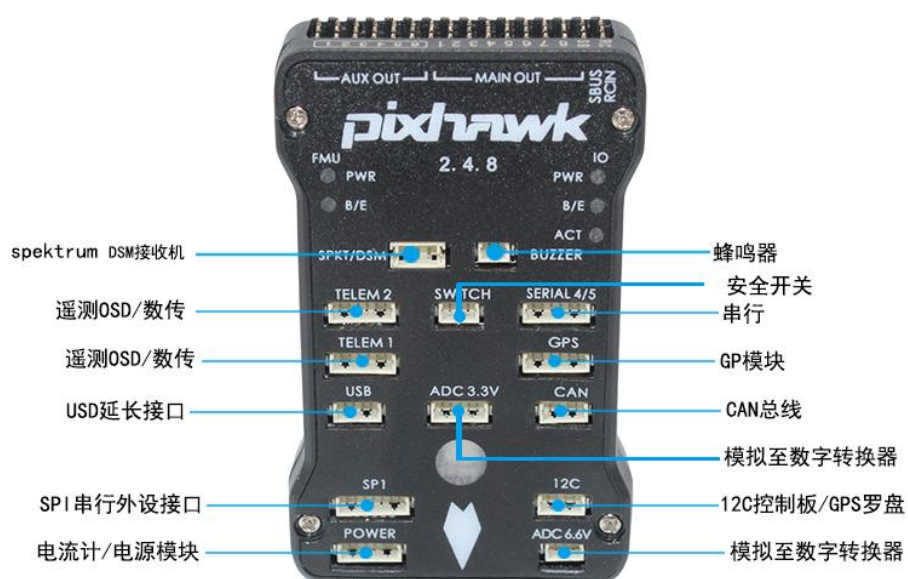 AUX OUT
MAIN OUT
SBUS
RCIN
pixhawk
2.4.8
FMU
PWR
B/E
IO
PWR
B/E
ACT
spektrum DSM接收机
SPKT/DSM
BUZZER
蜂鸣器
安全开关
遥测OSD/数传
TELEM 2
SWITCH
SERIAL 4/5
串行
遥测OSD/数传
TELEM 1
GPS
GP模块
USD延长接口
USB
ADC 3.3V
CAN
CAN总线
模拟至数字转换器
SPI串行外设接口
SP1
12C
12C控制板/GPS罗盘
电流计/电源模块
POWER
ADC 6.6V
模拟至数字转换器